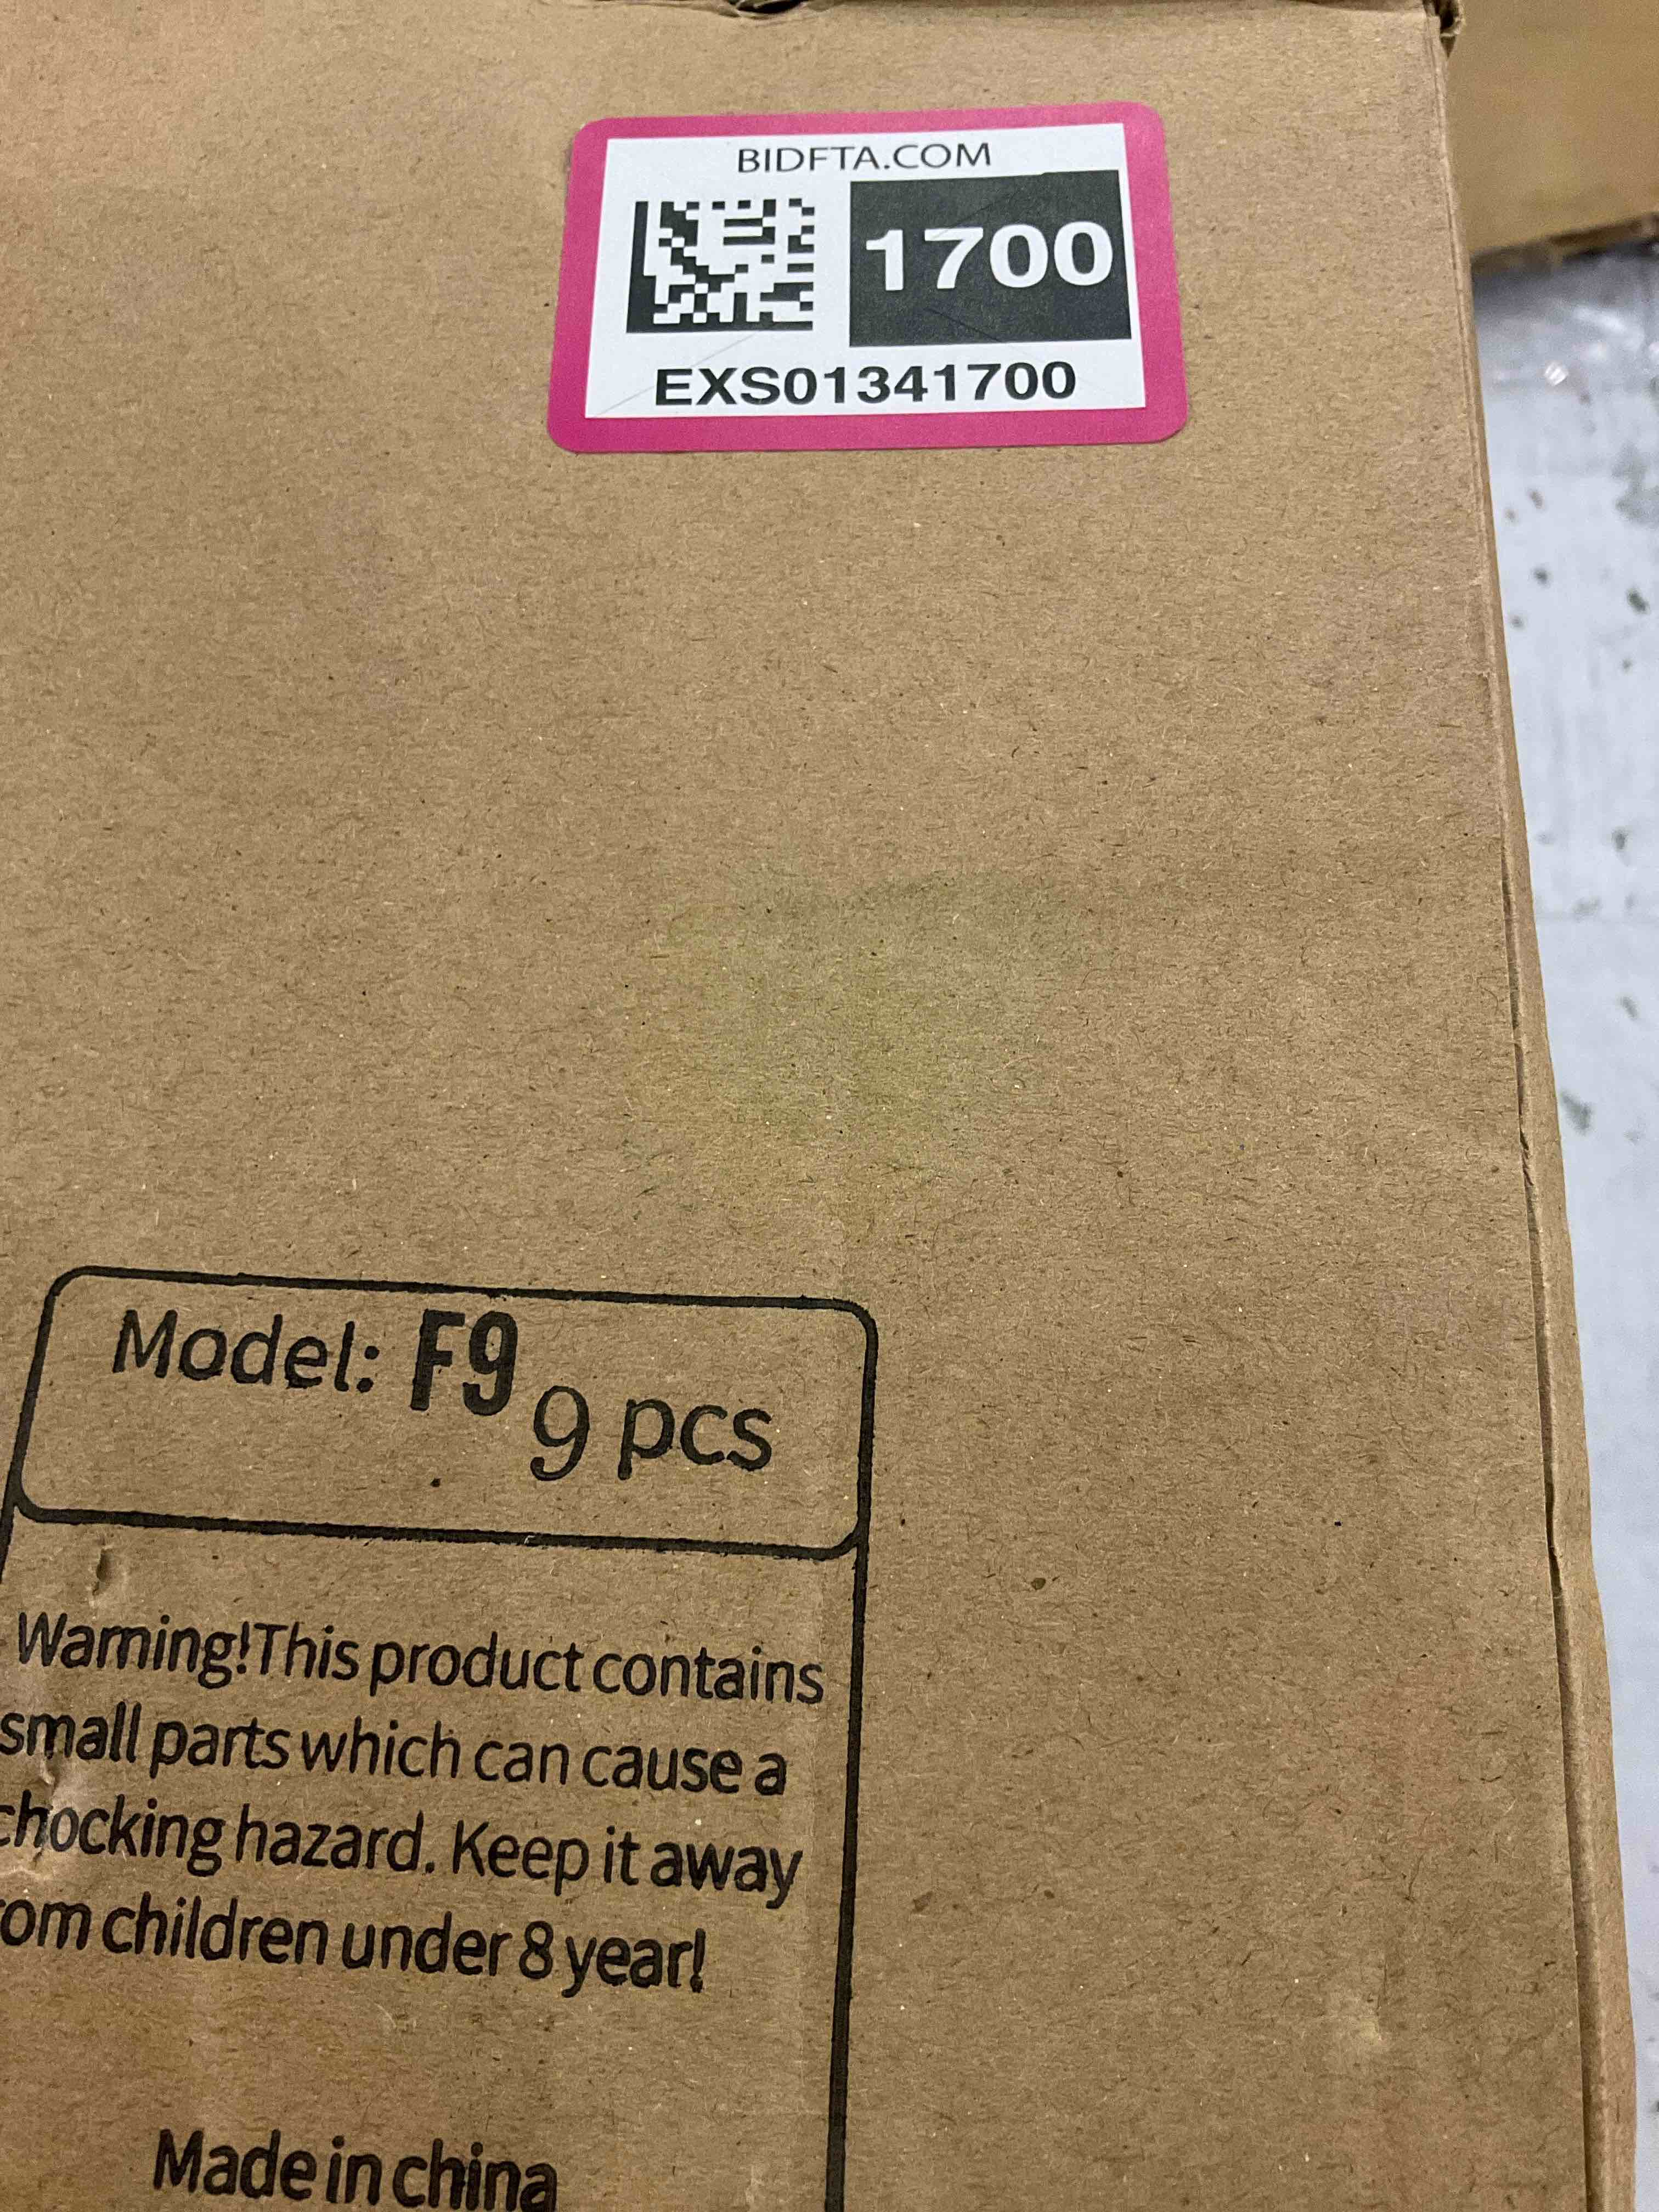 BIDFTA.COM
1700
EXS01341700
Model: F9
9 pcs
Warning!This product contains
small parts which can cause a
chocking hazard. Keep it away
om children under 8 year!
Made in china